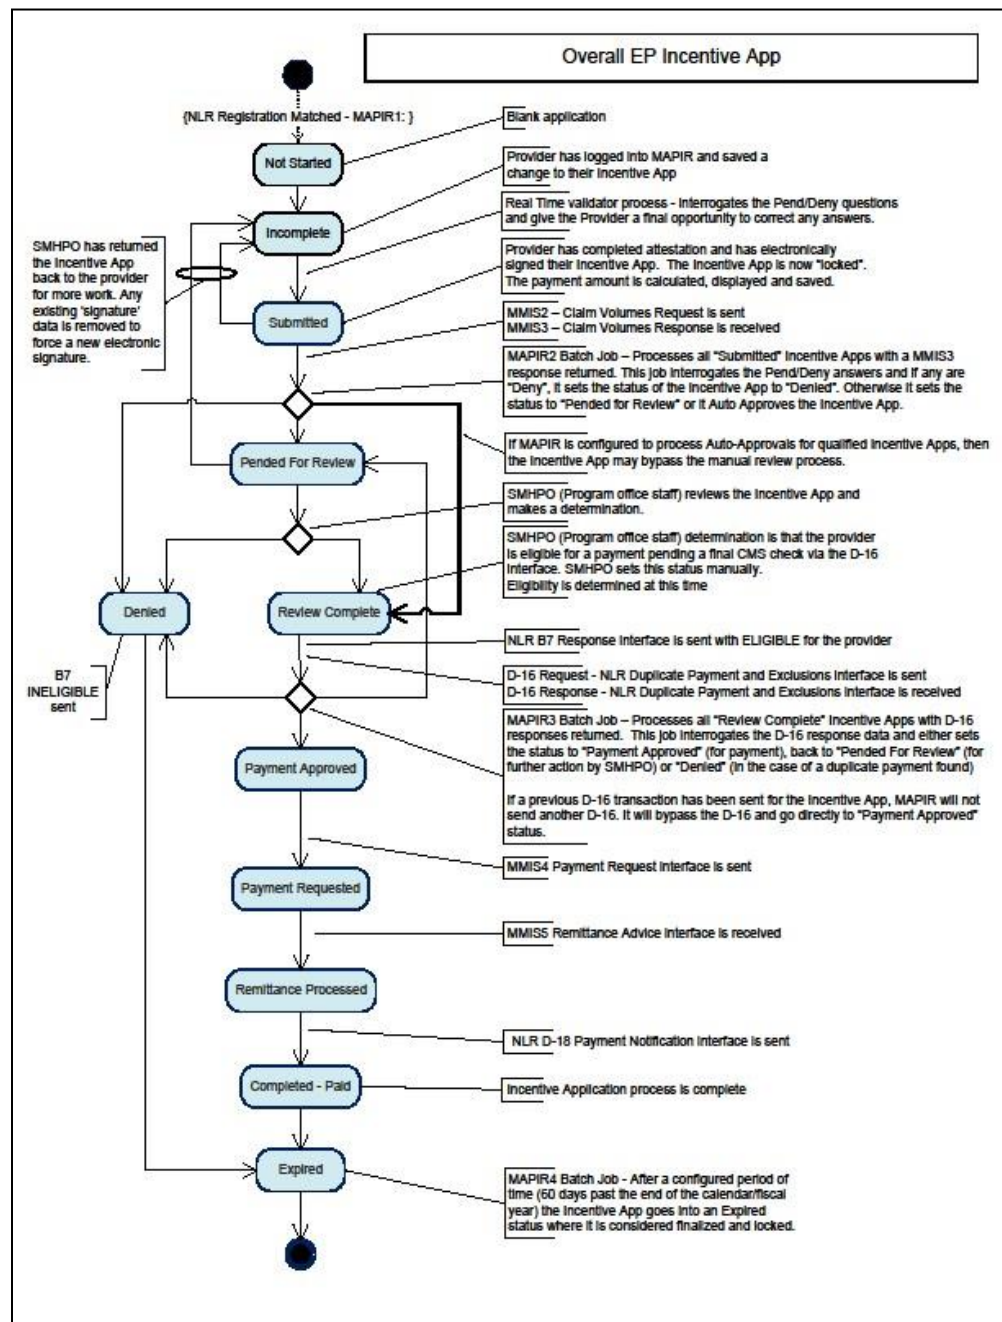 Overall EP Incentive App
{NLR Registration Matched - MAPIR1: }
Blank application
Not Started
Provider has logged into MAPIR and saved a
change to their Incentive App
Incomplete
Real Time validator process - Interrogates the Pend/Deny questions
and give the Provider a final opportunity to correct any answers.
SMHPO has returned
the Incentive App
back to the provider
for more work. Any
existing 'signature'
data is removed to
force a new electronic
signature.
Provider has completed attestation and has electronically
signed their Incentive App. The Incentive App is now "locked".
The payment amount is calculated, displayed and saved.
Submitted
MMIS2 – Claim Volumes Request is sent
MMIS3 – Claim Volumes Response is received
MAPIR2 Batch Job – Processes all "Submitted" Incentive Apps with a MMIS3
response returned. This job interrogates the Pend/Deny answers and if any are
"Deny", it sets the status of the Incentive App to "Denied". Otherwise it sets the
status to "Pended for Review" or it Auto Approves the Incentive App.
If MAPIR is configured to process Auto-Approvals for qualified Incentive Apps, then
the Incentive App may bypass the manual review process.
Pended For Review
SMHPO (Program office staff) reviews the Incentive App and
makes a determination.
SMHPO (Program office staff) determination is that the provider
is eligible for a payment pending a final CMS check via the D-16
Interface. SMHPO sets this status manually.
Eligibility is determined at this time
Denied
Review Complete
NLR B7 Response Interface is sent with ELIGIBLE for the provider
B7
INELIGIBLE
sent
D-16 Request - NLR Duplicate Payment and Exclusions Interface is sent
D-16 Response - NLR Duplicate Payment and Exclusions Interface is received
MAPIR3 Batch Job – Processes all "Review Complete" Incentive Apps with D-16
responses returned. This job interrogates the D-16 response data and either sets
the status to "Payment Approved" (for payment), back to "Pended For Review" (for
further action by SMHPO) or "Denied" (in the case of a duplicate payment found)
If a previous D-16 transaction has been sent for the Incentive App, MAPIR will not
send another D-16. It will bypass the D-16 and go directly to "Payment Approved"
status.
Payment Approved
MMIS4 Payment Request Interface is sent
Payment Requested
MMIS5 Remittance Advice Interface is received
Remittance Processed
NLR D-18 Payment Notification Interface is sent
Completed - Paid
Incentive Application process is complete
Expired
MAPIR4 Batch Job - After a configured period of
time (60 days past the end of the calendar/fiscal
year) the Incentive App goes into an Expired
status where it is considered finalized and locked.